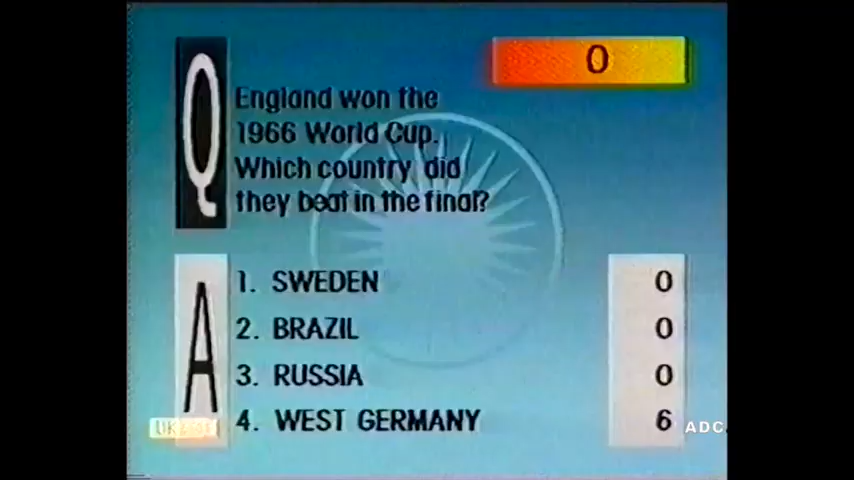 0
Q
England won the
1966 World Cup.
Which country did
they beat in the final?
A
1. SWEDEN 0
2. BRAZIL 0
3. RUSSIA 0
4. WEST GERMANY 6
ADC